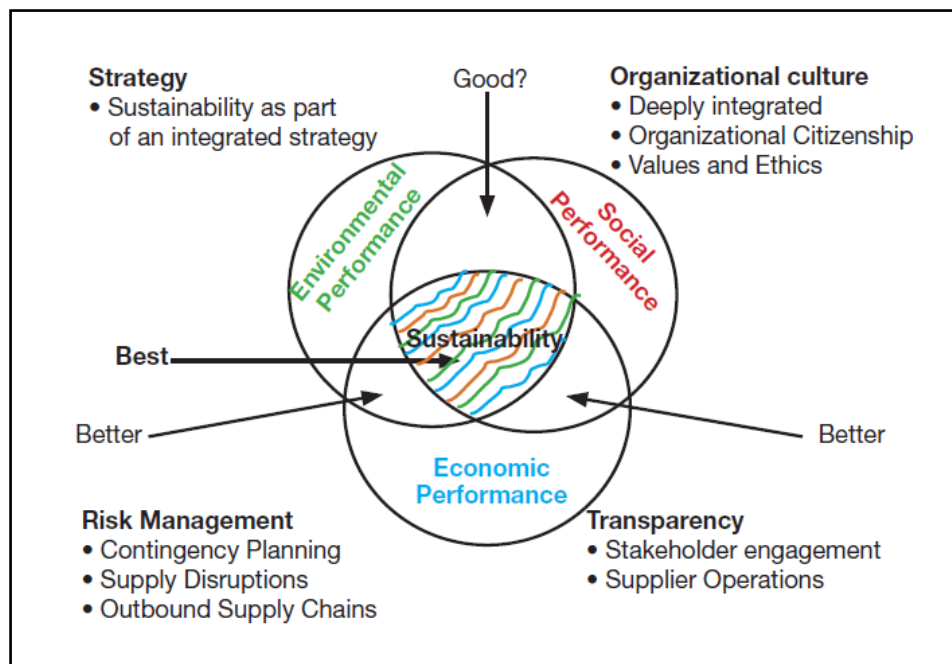 Strategy
• Sustainability as part
of an integrated strategy
Good?
Organizational culture
• Deeply integrated
• Organizational Citizenship
• Values and Ethics
Environmental
Performance
Social
Performance
Sustainability
Best
Better
Better
Economic
Performance
Risk Management
• Contingency Planning
• Supply Disruptions
• Outbound Supply Chains
Transparency
• Stakeholder engagement
• Supplier Operations